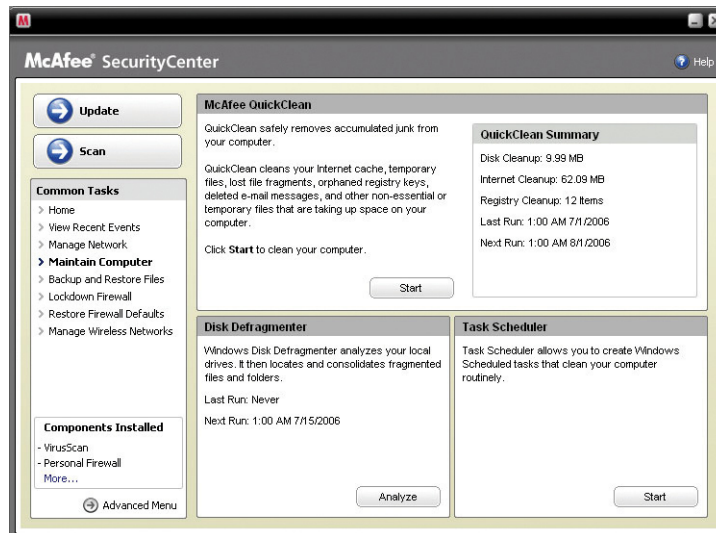 McAfee® SecurityCenter
Help
Update
Scan
Common Tasks
> Home
> View Recent Events
> Manage Network
> Maintain Computer
> Backup and Restore Files
> Lockdown Firewall
> Restore Firewall Defaults
> Manage Wireless Networks
Components Installed
- VirusScan
- Personal Firewall
More...
Advanced Menu
McAfee QuickClean
QuickClean safely removes accumulated junk from
your computer.
QuickClean cleans your Internet cache, temporary
files, lost file fragments, orphaned registry keys,
deleted e-mail messages, and other non-essential or
temporary files that are taking up space on your
computer.
Click Start to clean your computer.
Start
QuickClean Summary
Disk Cleanup: 9.99 MB
Internet Cleanup: 62.09 MB
Registry Cleanup: 12 Items
Last Run: 1:00 AM 7/1/2006
Next Run: 1:00 AM 8/1/2006
Disk Defragmenter
Windows Disk Defragmenter analyzes your local
drives. It then locates and consolidates fragmented
files and folders.
Last Run: Never
Next Run: 1:00 AM 7/15/2006
Analyze
Task Scheduler
Task Scheduler allows you to create Windows
Scheduled tasks that clean your computer
routinely.
Start